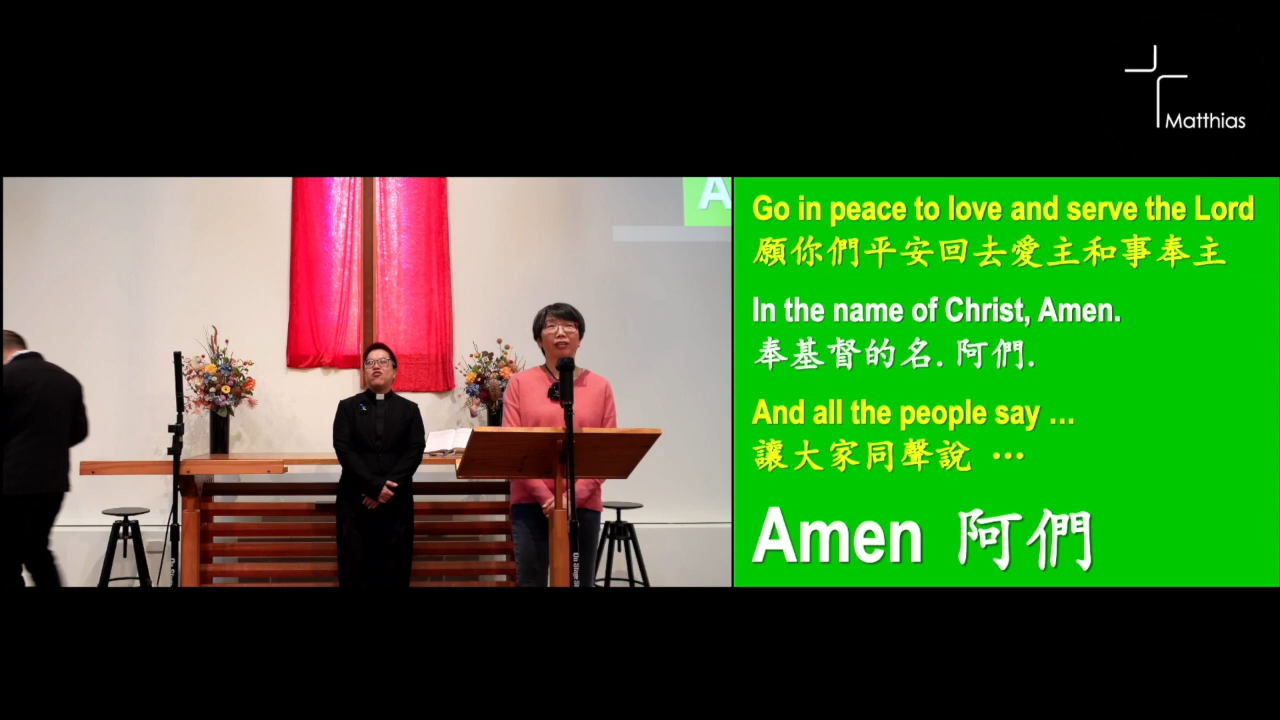 Matthias
A
Go in peace to love and serve the Lord
願你們平安回去愛主和事奉主
In the name of Christ, Amen.
奉基督的名. 阿們.
And all the people say …
讓大家同聲說 …
Amen 阿們